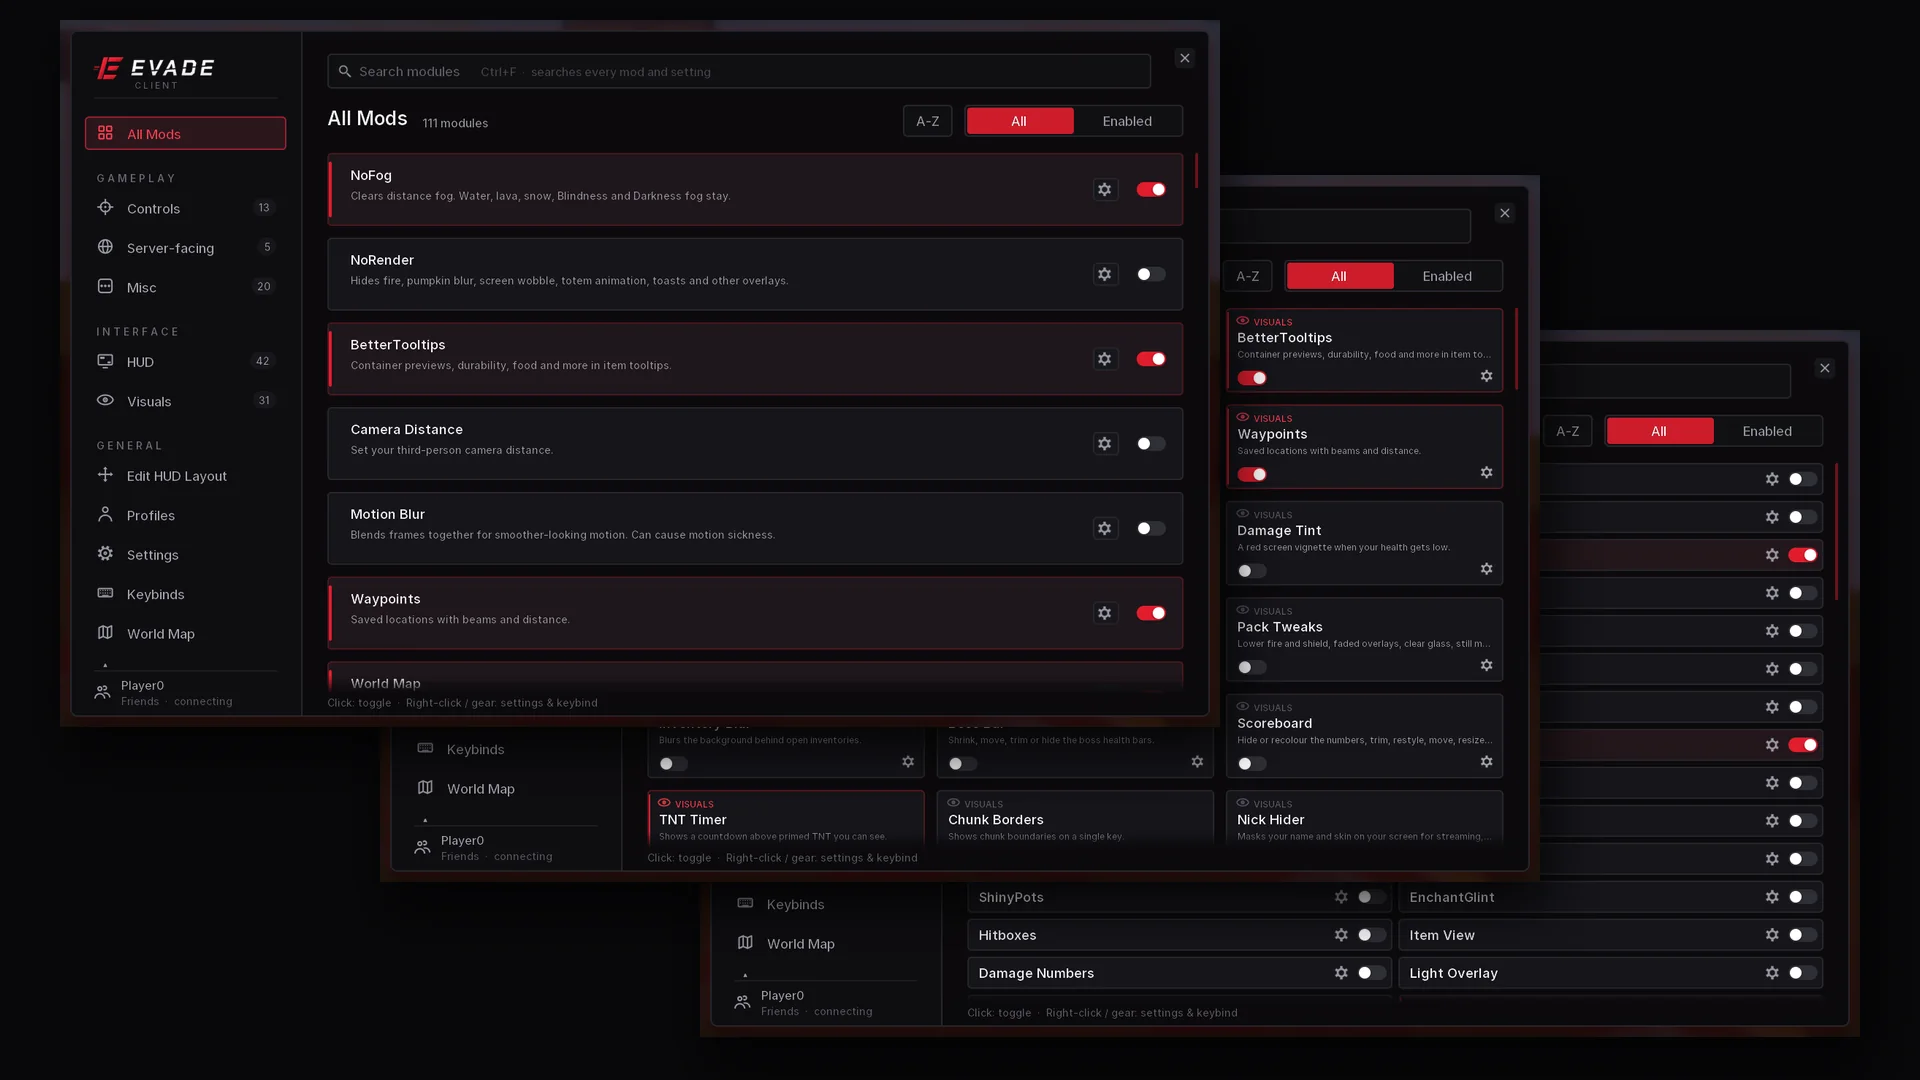 EVADE
CLIENT
All Mods
GAMEPLAY
Controls 13
Server-facing 5
Misc 20
INTERFACE
HUD 42
Visuals 31
GENERAL
Edit HUD Layout
Profiles
Settings
Keybinds
World Map
Player0
Friends · connecting
Search modules Ctrl+F · searches every mod and setting
All Mods 111 modules
A-Z All Enabled
NoFog
Clears distance fog. Water, lava, snow, Blindness and Darkness fog stay.
NoRender
Hides fire, pumpkin blur, screen wobble, totem animation, toasts and other overlays.
BetterTooltips
Container previews, durability, food and more in item tooltips.
Camera Distance
Set your third-person camera distance.
Motion Blur
Blends frames together for smoother-looking motion. Can cause motion sickness.
Waypoints
Saved locations with beams and distance.
World Map
Click: toggle · Right-click / gear: settings & keybind
A-Z All Enabled
VISUALS
BetterTooltips
Container previews, durability, food and more in item to...
VISUALS
Waypoints
Saved locations with beams and distance.
VISUALS
Damage Tint
A red screen vignette when your health gets low.
VISUALS
Pack Tweaks
Lower fire and shield, faded overlays, clear glass, still m...
VISUALS
Scoreboard
Hide or recolour the numbers, trim, restyle, move, resize...
Blurs the background behind open inventories.
Shrink, move, trim or hide the boss health bars.
VISUALS
TNT Timer
Shows a countdown above primed TNT you can see.
VISUALS
Chunk Borders
Shows chunk boundaries on a single key.
VISUALS
Nick Hider
Masks your name and skin on your screen for streaming,...
Keybinds
World Map
Player0
Friends · connecting
Click: toggle · Right-click / gear: settings & keybind
A-Z All Enabled
ShinyPots
EnchantGlint
Hitboxes
Item View
Damage Numbers
Light Overlay
Keybinds
World Map
Player0
Friends · connecting
Click: toggle · Right-click / gear: settings & keybind